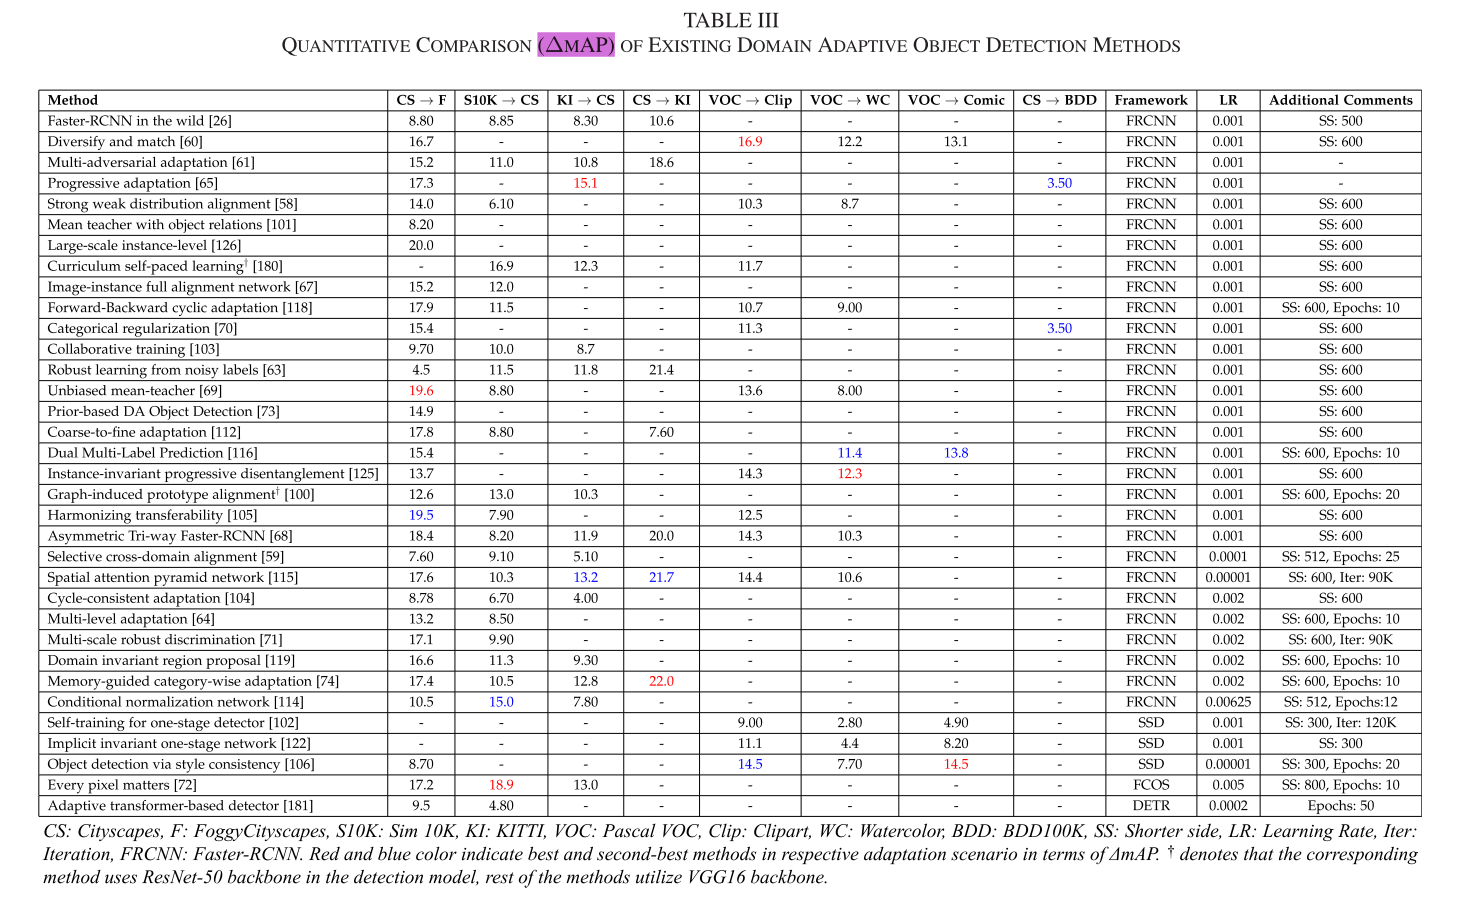 TABLE III
QUANTITATIVE COMPARISON (ΔMAP) OF EXISTING DOMAIN ADAPTIVE OBJECT DETECTION METHODS
Method CS → F S10K → CS KI → CS CS → KI VOC → Clip VOC → WC VOC → Comic CS → BDD Framework LR Additional Comments
Faster-RCNN in the wild [26] 8.80 8.85 8.30 10.6 - - - - FRCNN 0.001 SS: 500
Diversify and match [60] 16.7 - - - 16.9 12.2 13.1 - FRCNN 0.001 SS: 600
Multi-adversarial adaptation [61] 15.2 11.0 10.8 18.6 - - - - FRCNN 0.001 -
Progressive adaptation [65] 17.3 - 15.1 - - - - 3.50 FRCNN 0.001 -
Strong weak distribution alignment [58] 14.0 6.10 - - 10.3 8.7 - - FRCNN 0.001 SS: 600
Mean teacher with object relations [101] 8.20 - - - - - - - FRCNN 0.001 SS: 600
Large-scale instance-level [126] 20.0 - - - - - - - FRCNN 0.001 SS: 600
Curriculum self-paced learning† [180] - 16.9 12.3 - 11.7 - - - FRCNN 0.001 SS: 600
Image-instance full alignment network [67] 15.2 12.0 - - - - - - FRCNN 0.001 SS: 600
Forward-Backward cyclic adaptation [118] 17.9 11.5 - - 10.7 9.00 - - FRCNN 0.001 SS: 600, Epochs: 10
Categorical regularization [70] 15.4 - - - 11.3 - - 3.50 FRCNN 0.001 SS: 600
Collaborative training [103] 9.70 10.0 8.7 - - - - - FRCNN 0.001 SS: 600
Robust learning from noisy labels [63] 4.5 11.5 11.8 21.4 - - - - FRCNN 0.001 SS: 600
Unbiased mean-teacher [69] 19.6 8.80 - - 13.6 8.00 - - FRCNN 0.001 SS: 600
Prior-based DA Object Detection [73] 14.9 - - - - - - - FRCNN 0.001 SS: 600
Coarse-to-fine adaptation [112] 17.8 8.80 - 7.60 - - - - FRCNN 0.001 SS: 600
Dual Multi-Label Prediction [116] 15.4 - - - - 11.4 13.8 - FRCNN 0.001 SS: 600, Epochs: 10
Instance-invariant progressive disentanglement [125] 13.7 - - - 14.3 12.3 - - FRCNN 0.001 SS: 600
Graph-induced prototype alignment† [100] 12.6 13.0 10.3 - - - - - FRCNN 0.001 SS: 600, Epochs: 20
Harmonizing transferability [105] 19.5 7.90 - - 12.5 - - - FRCNN 0.001 SS: 600
Asymmetric Tri-way Faster-RCNN [68] 18.4 8.20 11.9 20.0 14.3 10.3 - - FRCNN 0.001 SS: 600
Selective cross-domain alignment [59] 7.60 9.10 5.10 - - - - - FRCNN 0.0001 SS: 512, Epochs: 25
Spatial attention pyramid network [115] 17.6 10.3 13.2 21.7 14.4 10.6 - - FRCNN 0.00001 SS: 600, Iter: 90K
Cycle-consistent adaptation [104] 8.78 6.70 4.00 - - - - - FRCNN 0.002 SS: 600
Multi-level adaptation [64] 13.2 8.50 - - - - - - FRCNN 0.002 SS: 600, Epochs: 10
Multi-scale robust discrimination [71] 17.1 9.90 - - - - - - FRCNN 0.002 SS: 600, Iter: 90K
Domain invariant region proposal [119] 16.6 11.3 9.30 - - - - - FRCNN 0.002 SS: 600, Epochs: 10
Memory-guided category-wise adaptation [74] 17.4 10.5 12.8 22.0 - - - - FRCNN 0.002 SS: 600, Epochs: 10
Conditional normalization network [114] 10.5 15.0 7.80 - - - - - FRCNN 0.00625 SS: 512, Epochs:12
Self-training for one-stage detector [102] - - - - 9.00 2.80 4.90 - SSD 0.001 SS: 300, Iter: 120K
Implicit invariant one-stage network [122] - - - - 11.1 4.4 8.20 - SSD 0.001 SS: 300
Object detection via style consistency [106] 8.70 - - - 14.5 7.70 14.5 - SSD 0.00001 SS: 300, Epochs: 20
Every pixel matters [72] 17.2 18.9 13.0 - - - - - FCOS 0.005 SS: 800, Epochs: 10
Adaptive transformer-based detector [181] 9.5 4.80 - - - - - - DETR 0.0002 Epochs: 50
CS: Cityscapes, F: FoggyCityscapes, S10K: Sim 10K, KI: KITTI, VOC: Pascal VOC, Clip: Clipart, WC: Watercolor, BDD: BDD100K, SS: Shorter side, LR: Learning Rate, Iter:
Iteration, FRCNN: Faster-RCNN. Red and blue color indicate best and second-best methods in respective adaptation scenario in terms of ΔmAP. † denotes that the corresponding
method uses ResNet-50 backbone in the detection model, rest of the methods utilize VGG16 backbone.